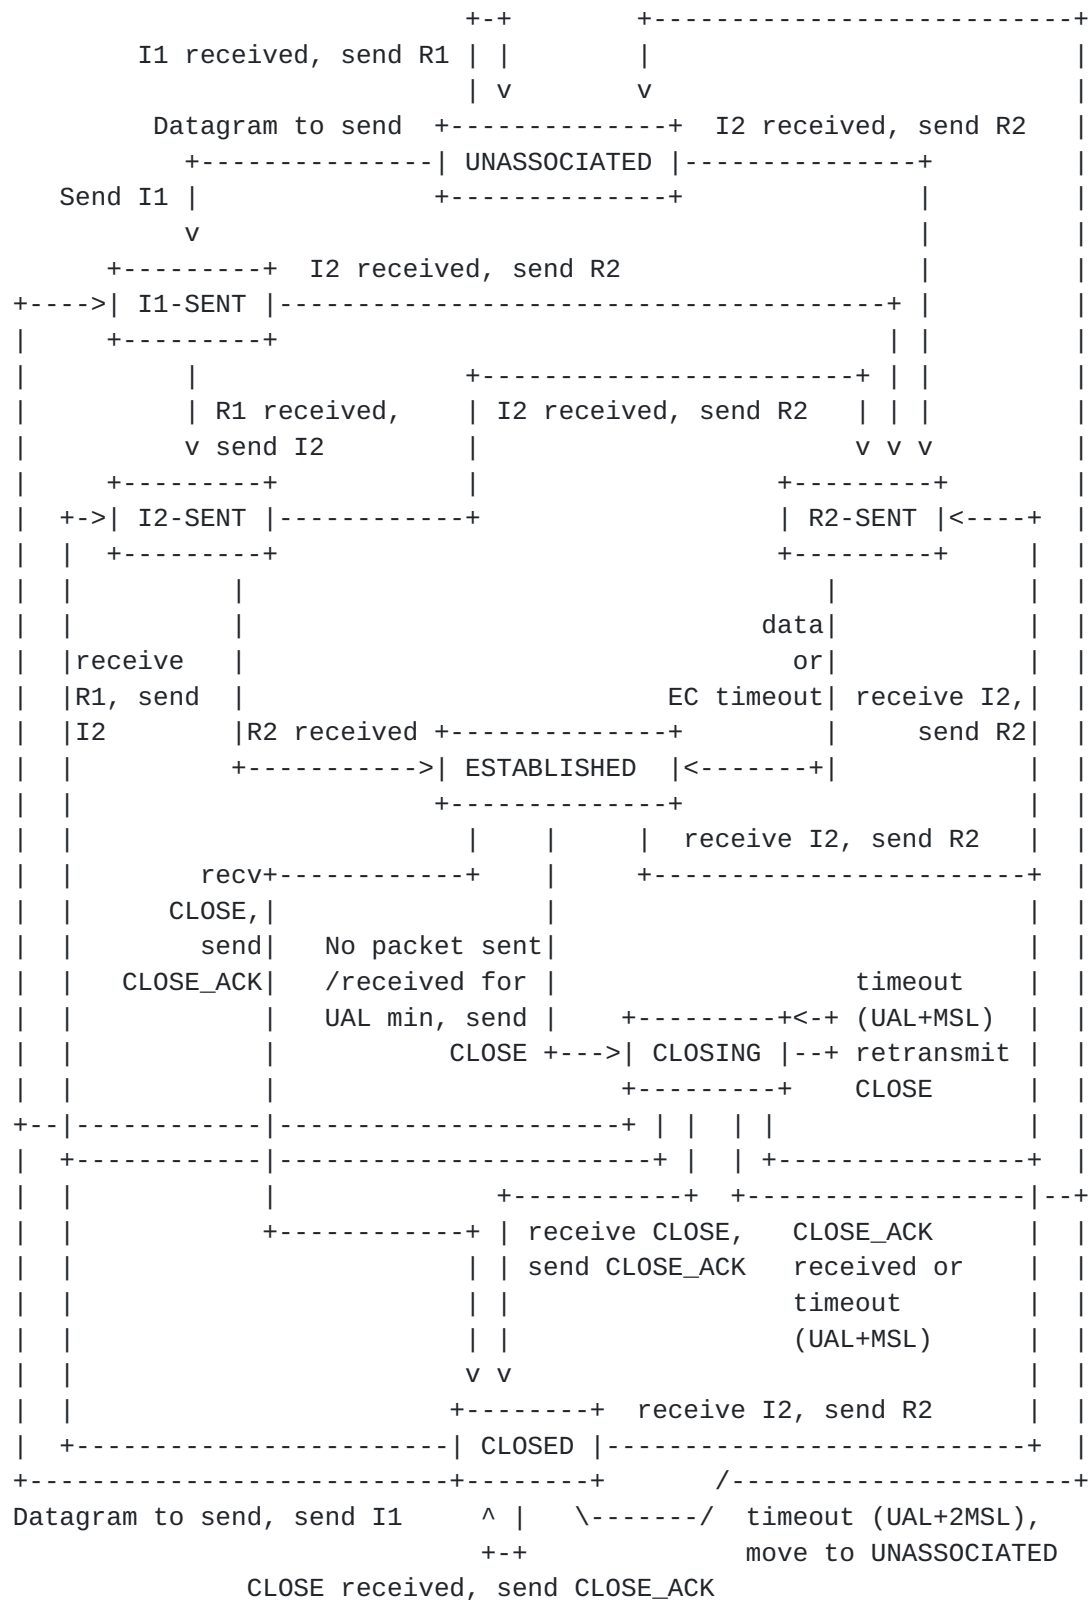 I1 received, send R1
Datagram to send I2 received, send R2
UNASSOCIATED
Send I1
I2 received, send R2
I1-SENT
R1 received, I2 received, send R2
send I2
I2-SENT R2-SENT
data
receive or
R1, send EC timeout receive I2,
I2 R2 received send R2
ESTABLISHED
receive I2, send R2
recv
CLOSE,
send No packet sent
CLOSE_ACK /received for timeout
UAL min, send (UAL+MSL)
CLOSE CLOSING retransmit
CLOSE
receive CLOSE, CLOSE_ACK
send CLOSE_ACK received or
timeout
(UAL+MSL)
receive I2, send R2
CLOSED
Datagram to send, send I1 timeout (UAL+2MSL),
move to UNASSOCIATED
CLOSE received, send CLOSE_ACK